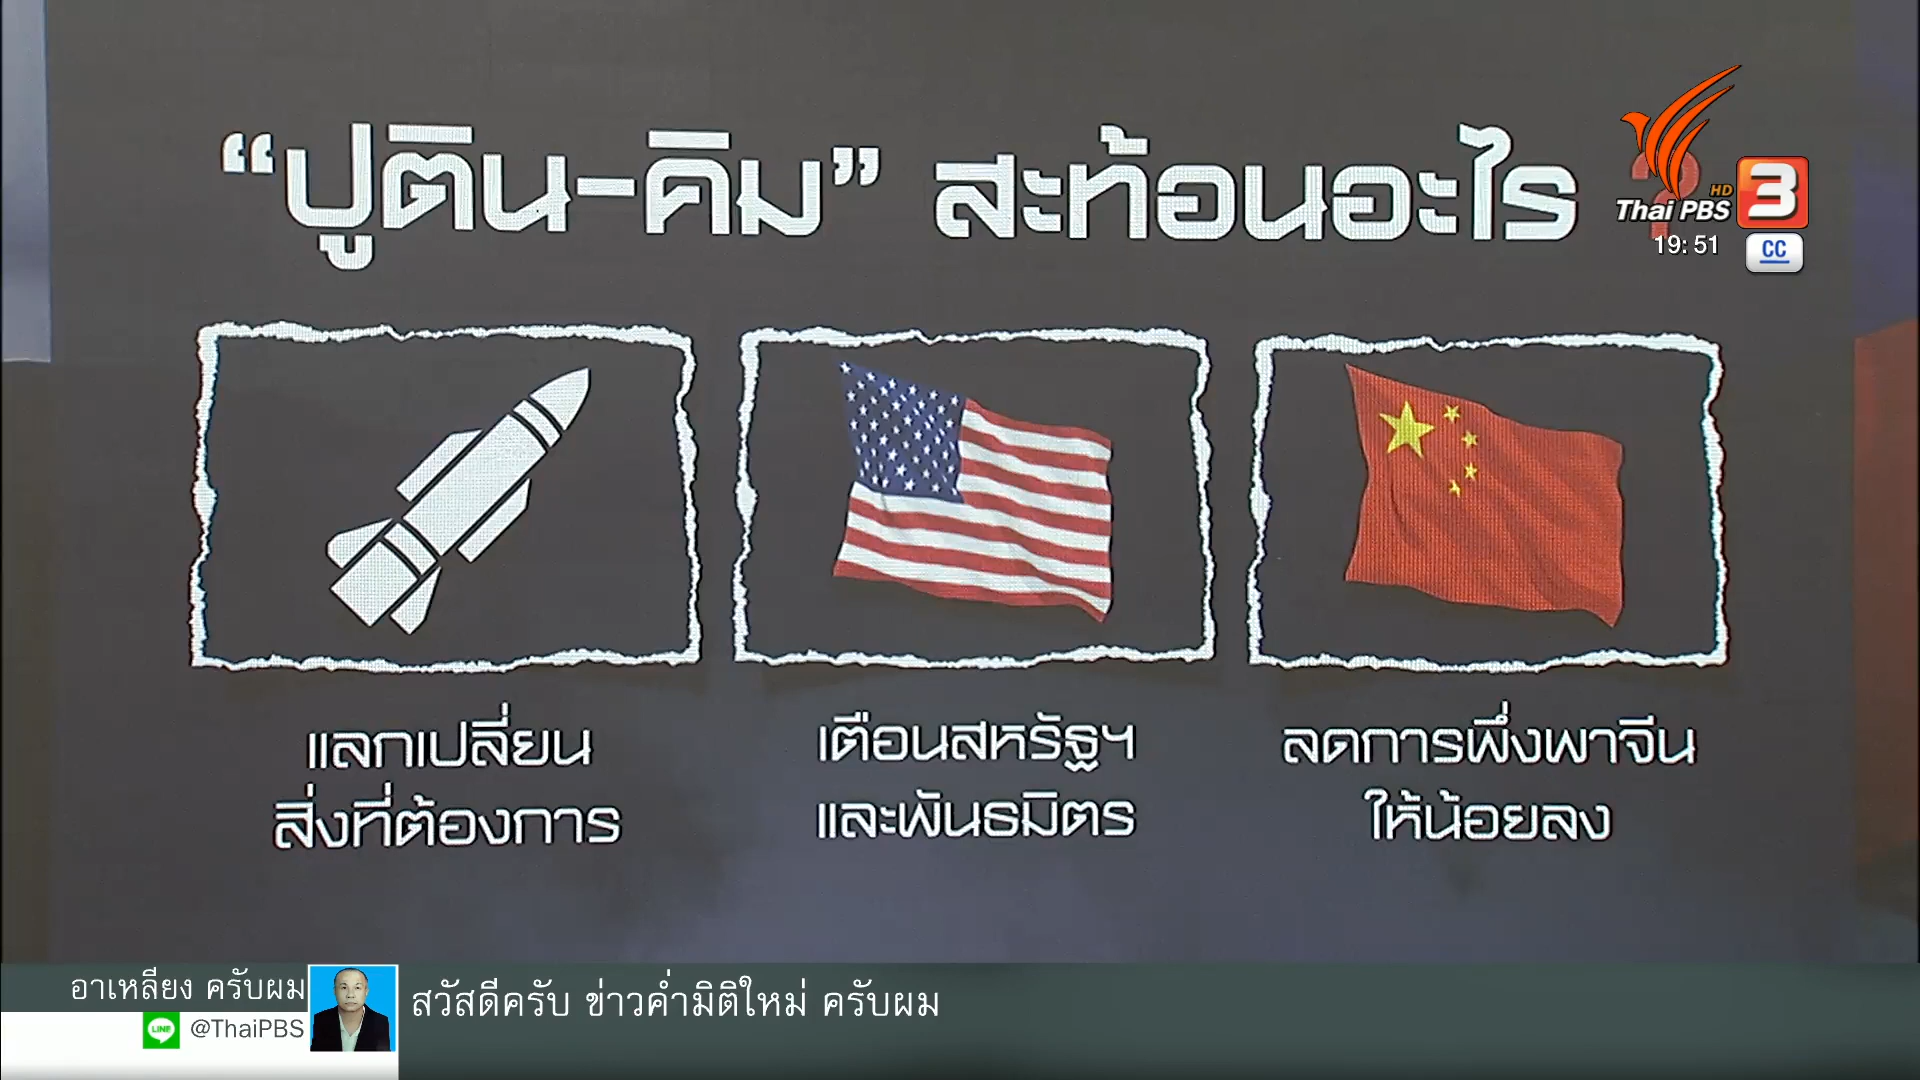 “ปูติน-คิม” สะท้อนอะไร ?
HD
Thai PBS
3
19:51
CC
แลกเปลี่ยน
สิ่งที่ต้องการ
เตือนสหรัฐฯ
และพันธมิตร
ลดการพึ่งพาจีน
ให้น้อยลง
อาเหลียง ครับผม
LINE
@ThaiPBS
สวัสดีครับ ข่าวค่ำมิติใหม่ ครับผม